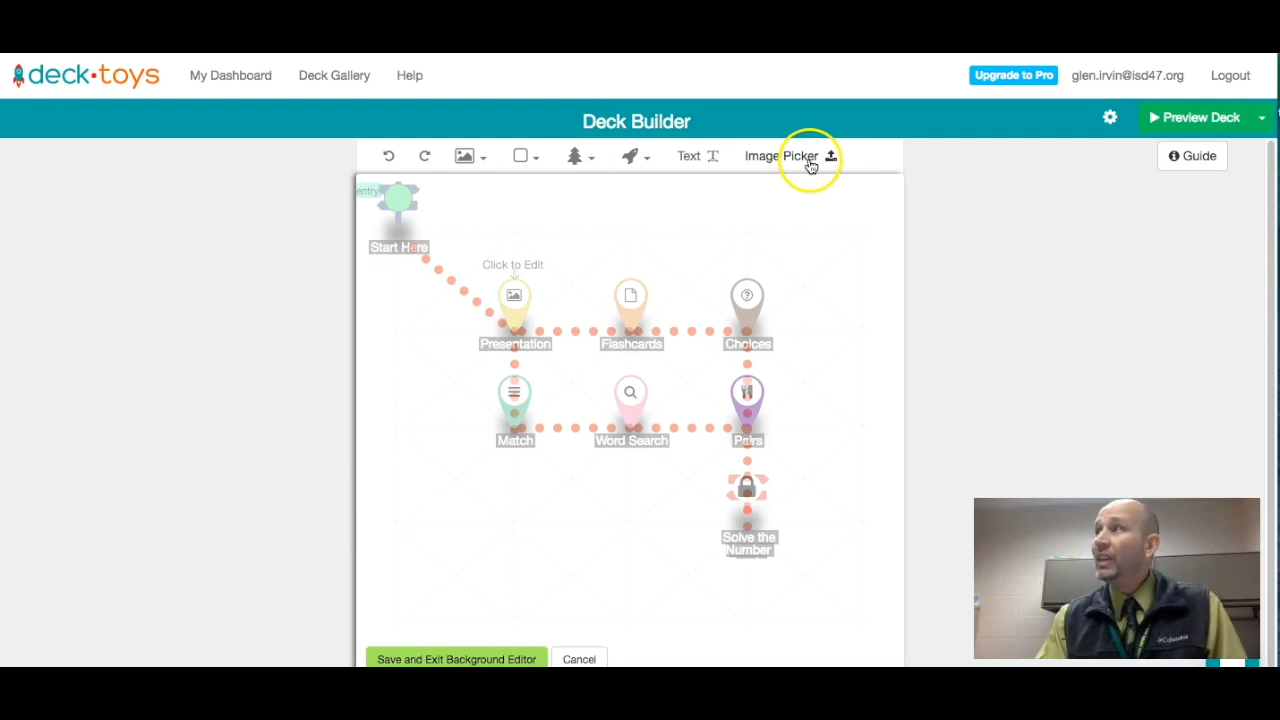 deck•toys My Dashboard Deck Gallery Help Upgrade to Pro glen.irvin@isd47.org Logout
Deck Builder Preview Deck
Text T Image Picker Guide
entry
Start Here
Click to Edit
Presentation Flashcards Choices
Match Word Search Pairs
Solve the
Number
Columbia
Save and Exit Background Editor Cancel